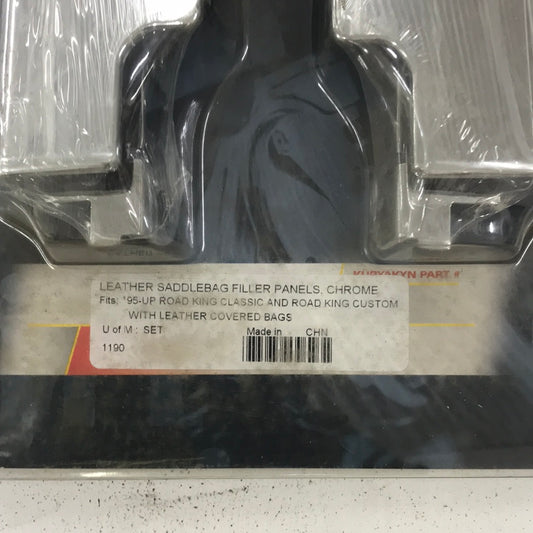 KURYAKYN PART #
LEATHER SADDLEBAG FILLER PANELS, CHROME
Fits: '95-UP ROAD KING CLASSIC AND ROAD KING CUSTOM
WITH LEATHER COVERED BAGS
U of M : SET Made in CHN
1190